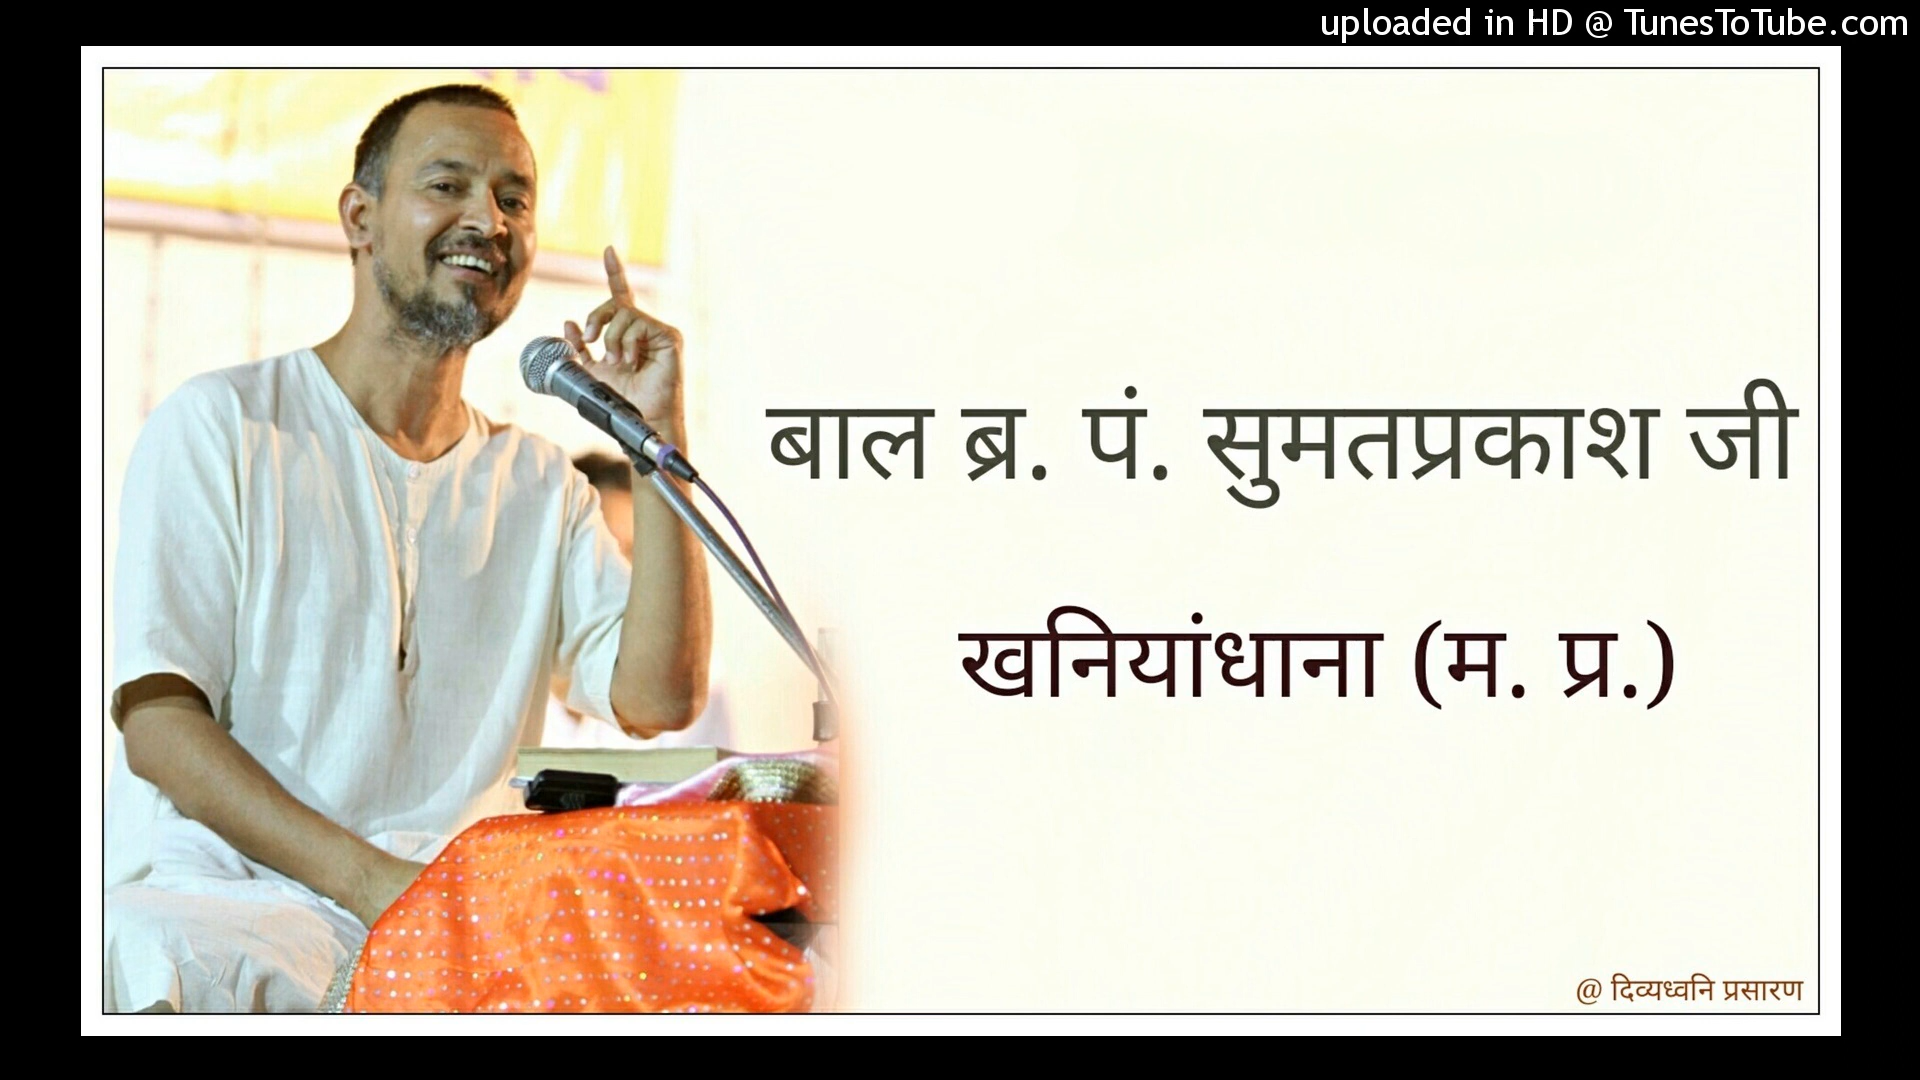 uploaded in HD @ TunesToTube.com
बाल ब्र. पं. सुमतप्रकाश जी
खनियांधाना (म. प्र.)
@ दिव्यध्वनि प्रसारण